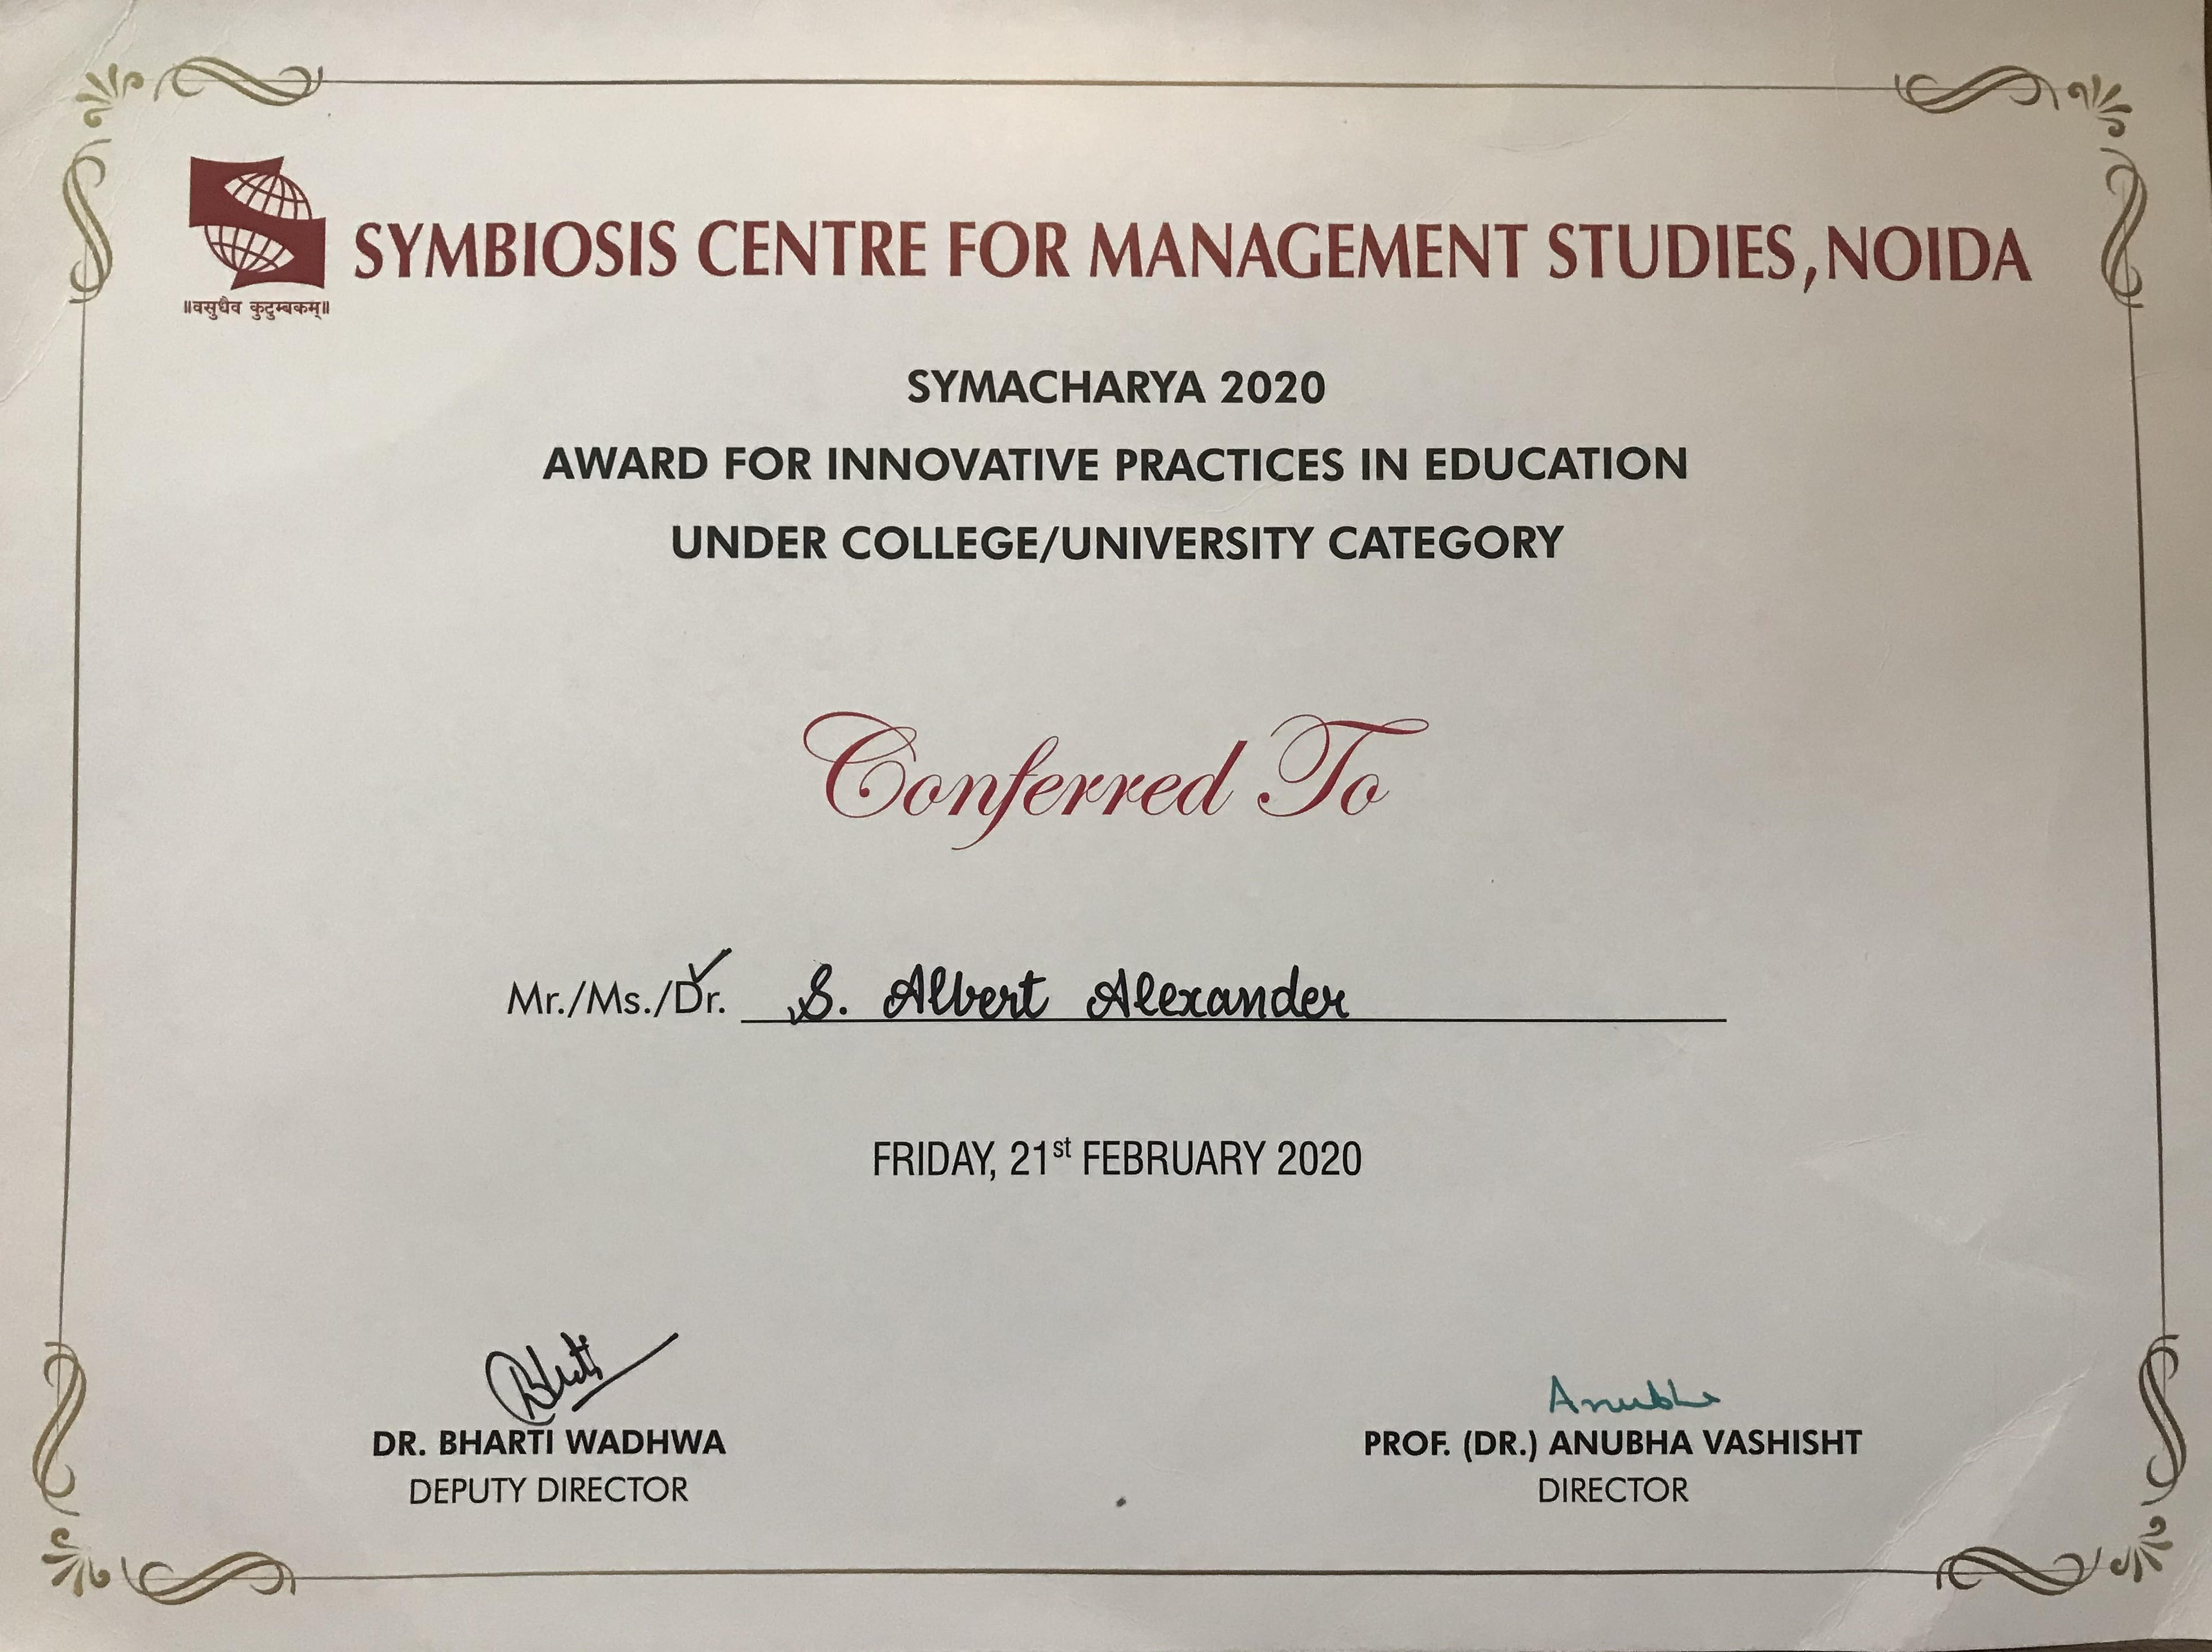 SYMBIOSIS CENTRE FOR MANAGEMENT STUDIES, NOIDA
॥वसुधैव कुटुम्बकम्॥
SYMACHARYA 2020
AWARD FOR INNOVATIVE PRACTICES IN EDUCATION
UNDER COLLEGE/UNIVERSITY CATEGORY
Conferred To
Mr./Ms./Dr. S. Albert Alexander
FRIDAY, 21st FEBRUARY 2020
Bharti
Anubha
DR. BHARTI WADHWA
PROF. (DR.) ANUBHA VASHISHT
DEPUTY DIRECTOR
DIRECTOR